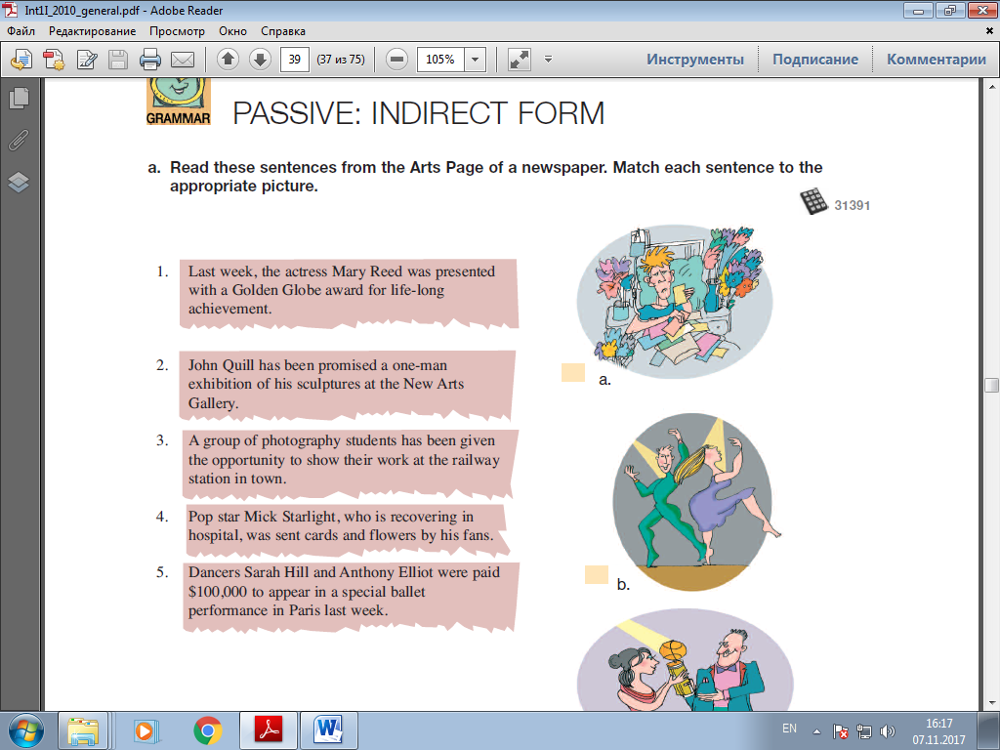 Int1I_2010_general.pdf - Adobe Reader
Файл Редактирование Просмотр Окно Справка
39 (37 из 75) 105% Инструменты Подписание Комментарии
GRAMMAR
PASSIVE: INDIRECT FORM
a. Read these sentences from the Arts Page of a newspaper. Match each sentence to the
appropriate picture.
31391
1. Last week, the actress Mary Reed was presented
with a Golden Globe award for life-long
achievement.
2. John Quill has been promised a one-man
exhibition of his sculptures at the New Arts
Gallery.
3. A group of photography students has been given
the opportunity to show their work at the railway
station in town.
4. Pop star Mick Starlight, who is recovering in
hospital, was sent cards and flowers by his fans.
5. Dancers Sarah Hill and Anthony Elliot were paid
$100,000 to appear in a special ballet
performance in Paris last week.
a.
b.
EN
16:17
07.11.2017